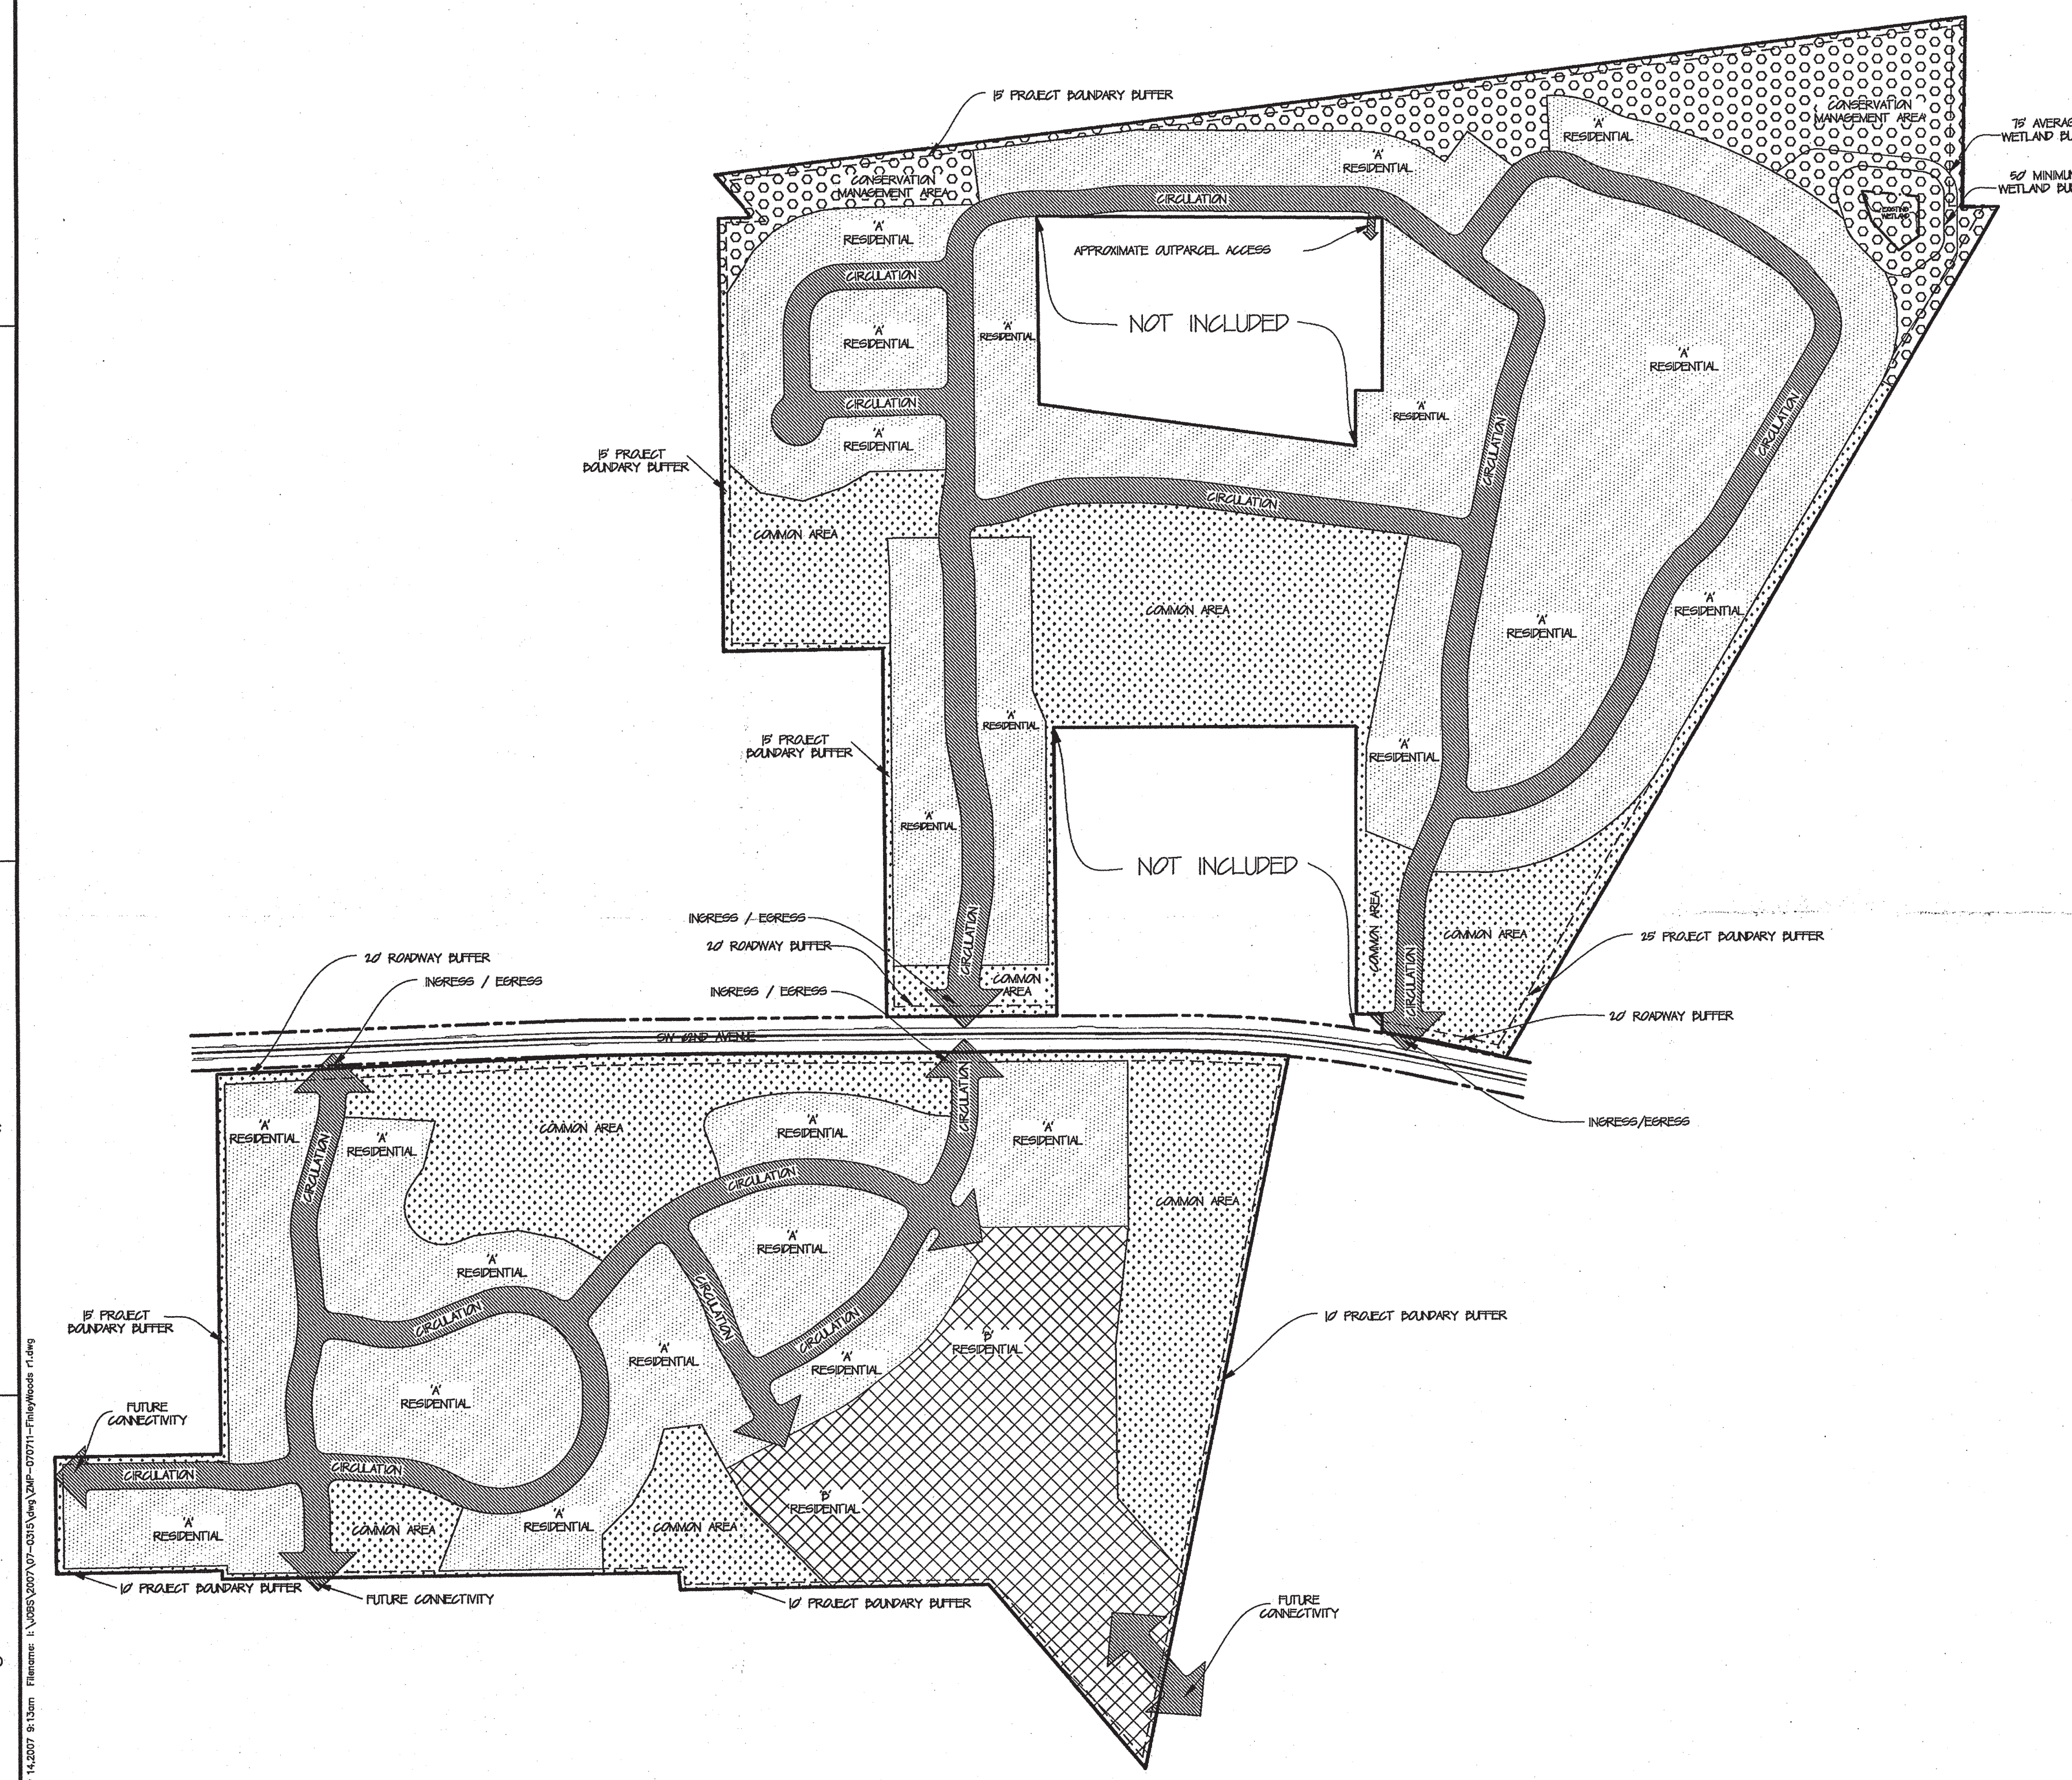 15' PROJECT BOUNDARY BUFFER
CONSERVATION
MANAGEMENT AREA
75' AVERAG
WETLAND BU
50' MINIMU
WETLAND BU
EXISTING
WETLAND
'A'
RESIDENTIAL
'A'
RESIDENTIAL
CONSERVATION
MANAGEMENT AREA
CIRCULATION
'A'
RESIDENTIAL
APPROXIMATE OUTPARCEL ACCESS
CIRCULATION
NOT INCLUDED
'A'
RESIDENTIAL
'A'
RESIDENTIAL
'A'
RESIDENTIAL
CIRCULATION
'A'
RESIDENTIAL
'A'
RESIDENTIAL
CIRCULATION
CIRCULATION
15' PROJECT
BOUNDARY BUFFER
CIRCULATION
COMMON AREA
COMMON AREA
'A'
RESIDENTIAL
'A'
RESIDENTIAL
15' PROJECT
BOUNDARY BUFFER
'A'
RESIDENTIAL
'A'
RESIDENTIAL
'A'
RESIDENTIAL
NOT INCLUDED
INGRESS / EGRESS
20' ROADWAY BUFFER
INGRESS / EGRESS
CIRCULATION
COMMON
AREA
COMMON AREA
CIRCULATION
COMMON AREA
25' PROJECT BOUNDARY BUFFER
20' ROADWAY BUFFER
INGRESS/EGRESS
20' ROADWAY BUFFER
INGRESS / EGRESS
SW 62ND AVENUE
'A'
RESIDENTIAL
CIRCULATION
'A'
RESIDENTIAL
COMMON AREA
'A'
RESIDENTIAL
CIRCULATION
'A'
RESIDENTIAL
COMMON AREA
CIRCULATION
'A'
RESIDENTIAL
'A'
RESIDENTIAL
CIRCULATION
CIRCULATION
CIRCULATION
15' PROJECT
BOUNDARY BUFFER
10' PROJECT BOUNDARY BUFFER
'B'
RESIDENTIAL
'A'
RESIDENTIAL
'A'
RESIDENTIAL
'A'
RESIDENTIAL
FUTURE
CONNECTIVITY
CIRCULATION
CIRCULATION
'A'
RESIDENTIAL
COMMON AREA
'A'
RESIDENTIAL
COMMON AREA
'B'
RESIDENTIAL
10' PROJECT BOUNDARY BUFFER
FUTURE CONNECTIVITY
10' PROJECT BOUNDARY BUFFER
FUTURE
CONNECTIVITY
14,2007 9:13am Filename: I:\JOBS\2007\07-0315\dwg\ZMP-070711-FinleyWoods r1.dwg